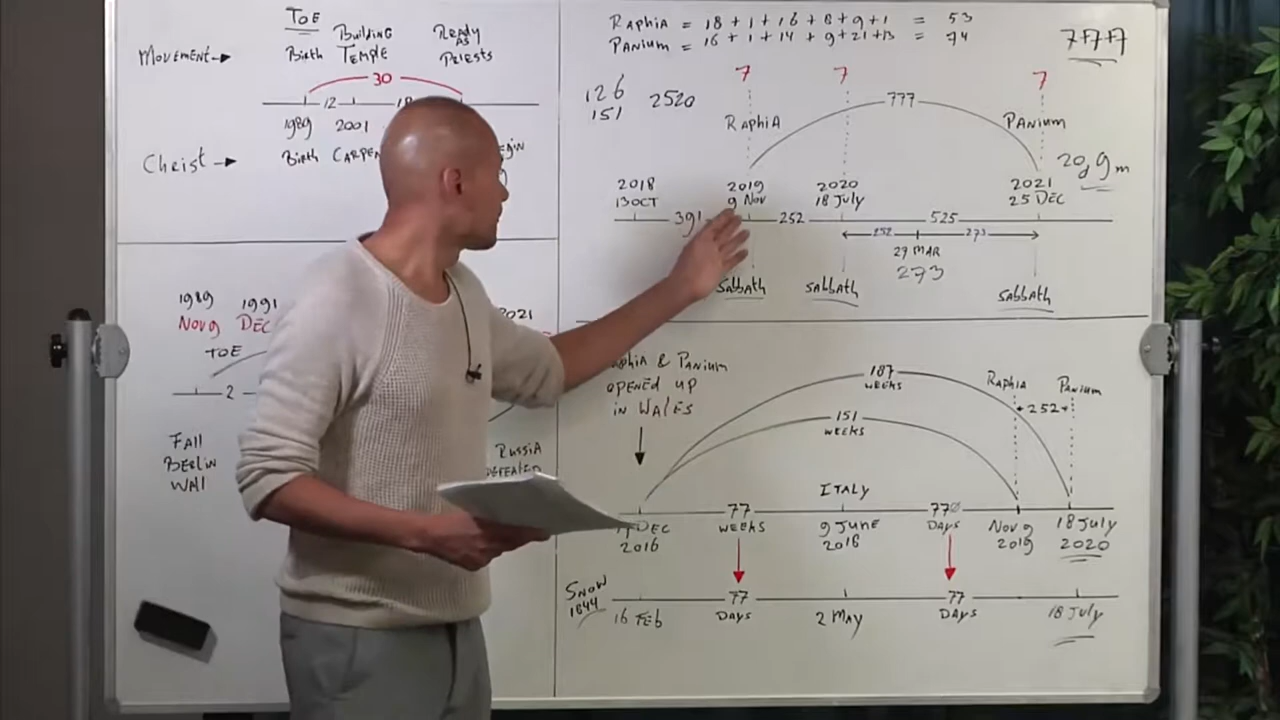 TOE
Building
Ready
AS
Movement
Birth
Temple
Priests
30
12
18
1989
2001
Christ
Birth
CARPEN
Raphia = 18 + 1 + 16 + 8 + 9 + 1 = 53
Panium = 16 + 1 + 14 + 9 + 21 + 13 = 74
777
126
151
2520
7
7
7
777
Raphia
Panium
2019m
2018
13 OCT
2019
9 Nov
2020
18 July
2021
25 DEC
391
252
525
252
273
29 MAR
273
Sabbath
Sabbath
Sabbath
1989
1991
2021
Nov 9
DEC
TOE
2
Fall
Berlin
Wall
Russia
Defeated
Raphia & Panium
opened up
in Wales
187
weeks
151
weeks
Raphia
Panium
252
Italy
77
weeks
770
Days
DEC
2016
9 June
2018
Nov 9
2019
18 July
2020
Snow
1844
16 Feb
77
Days
2 May
77
Days
18 July